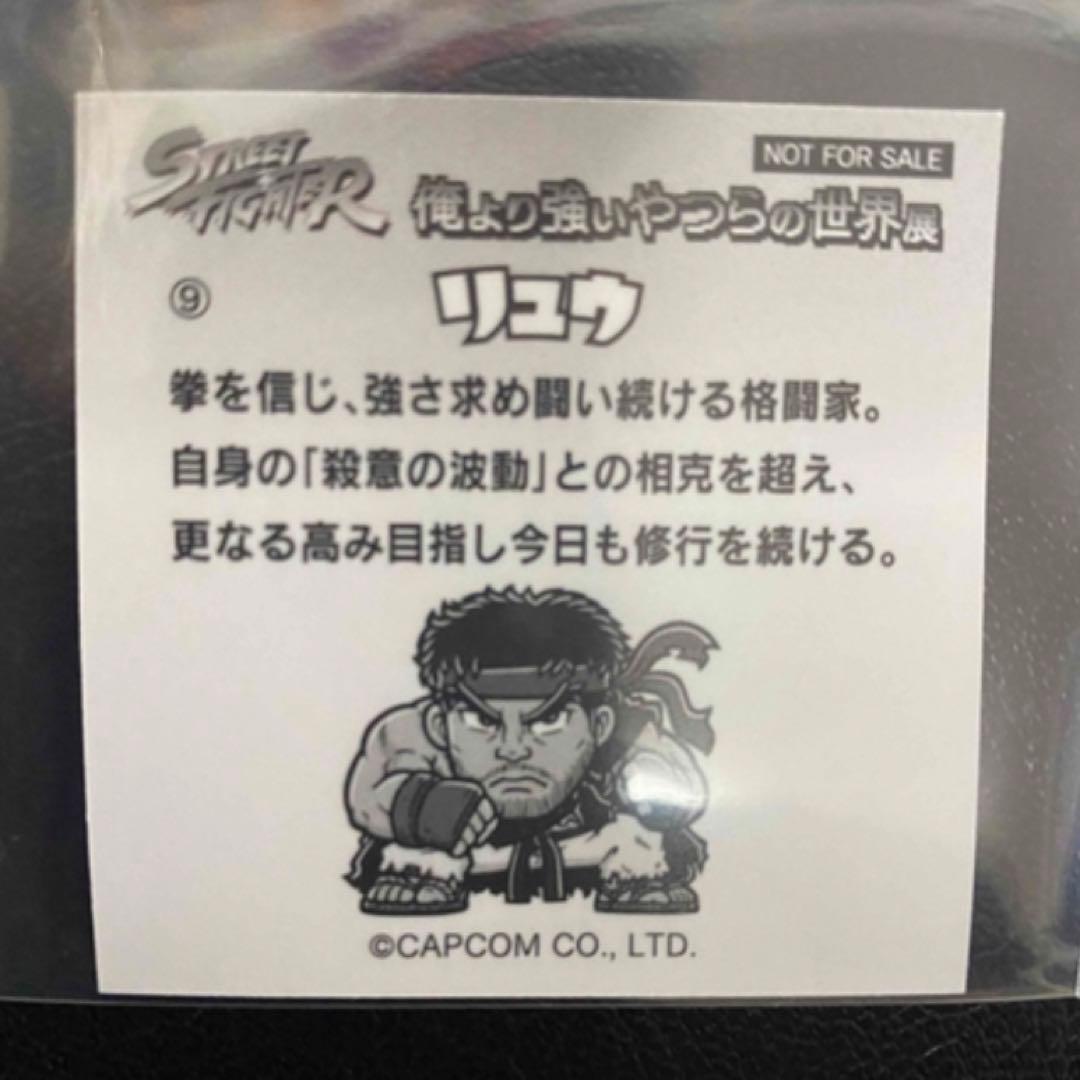 STREET
FIGHTER
NOT FOR SALE
俺より強いやつらの世界展
⑨
リュウ
拳を信じ、強さ求め闘い続ける格闘家。
自身の「殺意の波動」との相克を超え、
更なる高み目指し今日も修行を続ける。
©CAPCOM CO., LTD.